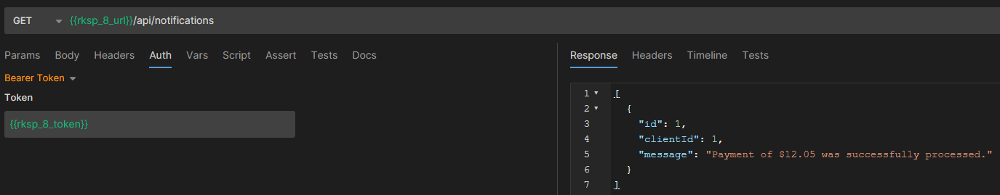 GET {{rksp_8_url}}/api/notifications
Params Body Headers Auth Vars Script Assert Tests Docs
Bearer Token
Token
{{rksp_8_token}}
Response Headers Timeline Tests
1 [
2 {
3 "id": 1,
4 "clientId": 1,
5 "message": "Payment of $12.05 was successfully processed."
6 }
7 ]